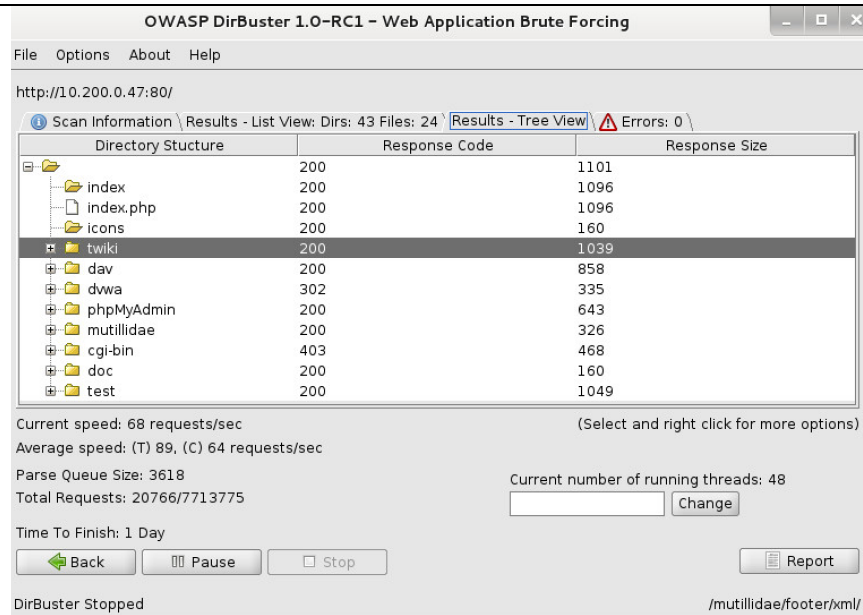 OWASP DirBuster 1.0-RC1 - Web Application Brute Forcing
File Options About Help
http://10.200.0.47:80/
Scan Information Results - List View: Dirs: 43 Files: 24 Results - Tree View Errors: 0
Directory Stucture Response Code Response Size
200 1101
index 200 1096
index.php 200 1096
icons 200 160
twiki 200 1039
dav 200 858
dvwa 302 335
phpMyAdmin 200 643
mutillidae 200 326
cgi-bin 403 468
doc 200 160
test 200 1049
Current speed: 68 requests/sec (Select and right click for more options)
Average speed: (T) 89, (C) 64 requests/sec
Parse Queue Size: 3618
Current number of running threads: 48
Total Requests: 20766/7713775
Change
Time To Finish: 1 Day
Back Pause Stop Report
DirBuster Stopped /mutillidae/footer/xml/